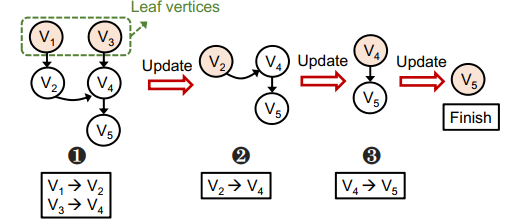 Leaf vertices
V₁ V₃
V₂ V₄
V₅
Update
V₂ V₄
V₅
Update
V₄
V₅
Update
V₅
Finish
❶ ❷ ❸
V₁ → V₂
V₃ → V₄
V₂ → V₄
V₄ → V₅